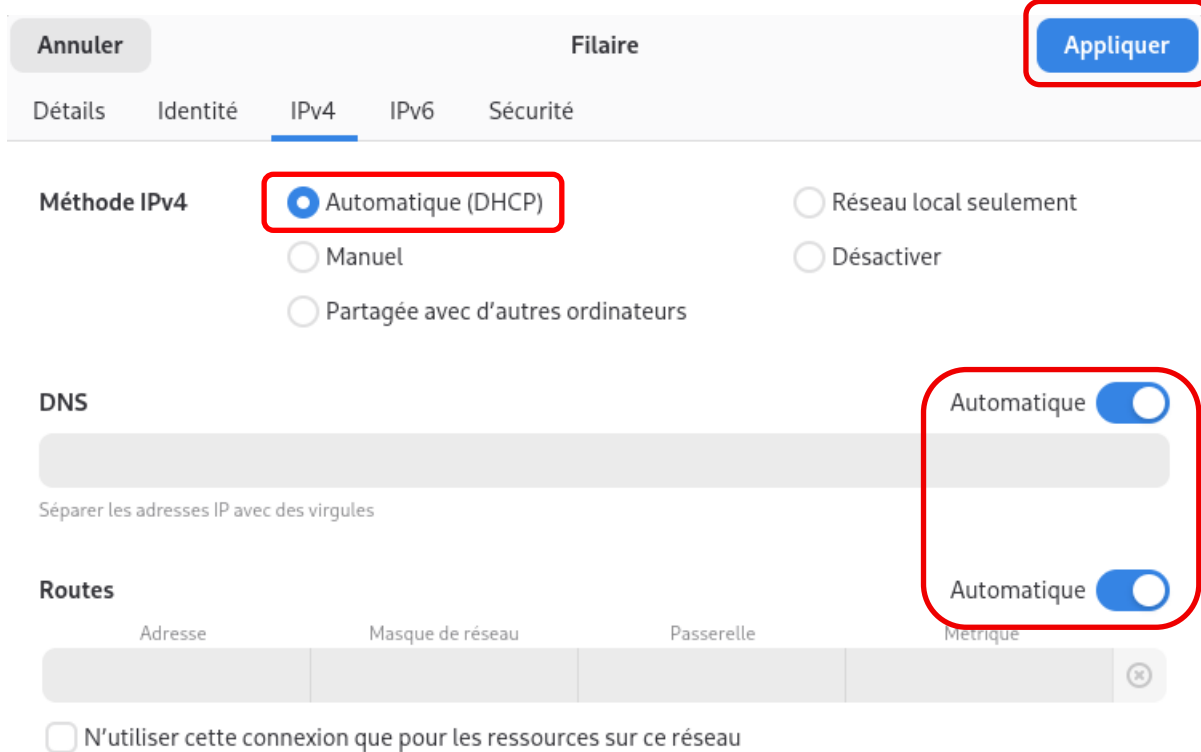 Annuler Filaire Appliquer
Détails Identité IPv4 IPv6 Sécurité
Méthode IPv4 Automatique (DHCP) Réseau local seulement
Manuel Désactiver
Partagée avec d’autres ordinateurs
DNS Automatique
Séparer les adresses IP avec des virgules
Routes Automatique
Adresse Masque de réseau Passerelle Métrique
N’utiliser cette connexion que pour les ressources sur ce réseau